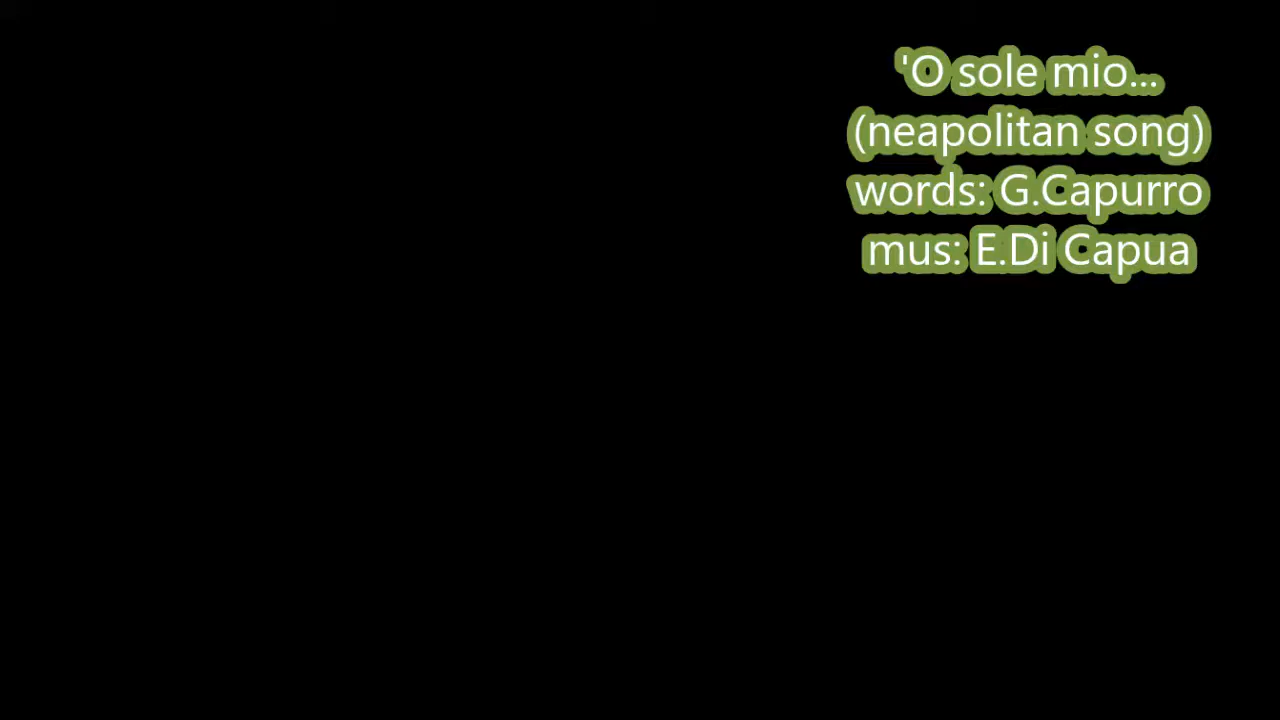 'O sole mio...
(neapolitan song)
words: G.Capurro
mus: E.Di Capua